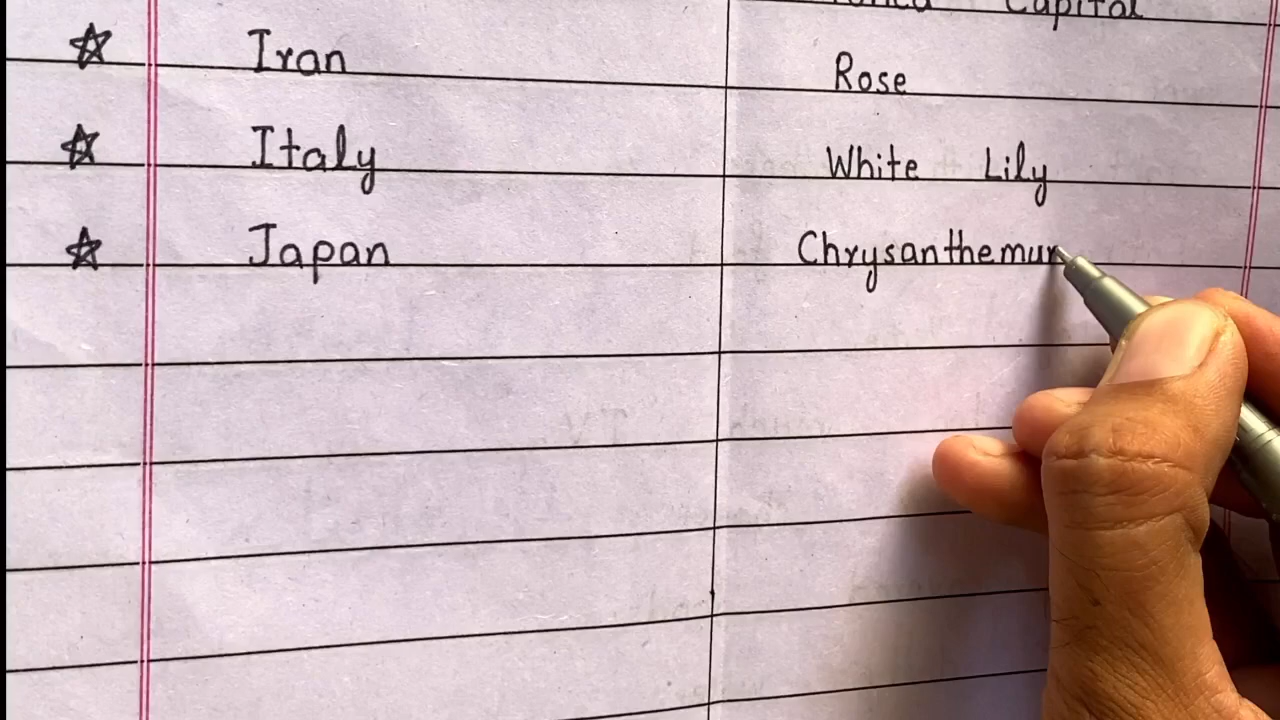 Capital
☆ Iran Rose
☆ Italy White Lily
☆ Japan Chrysanthemum